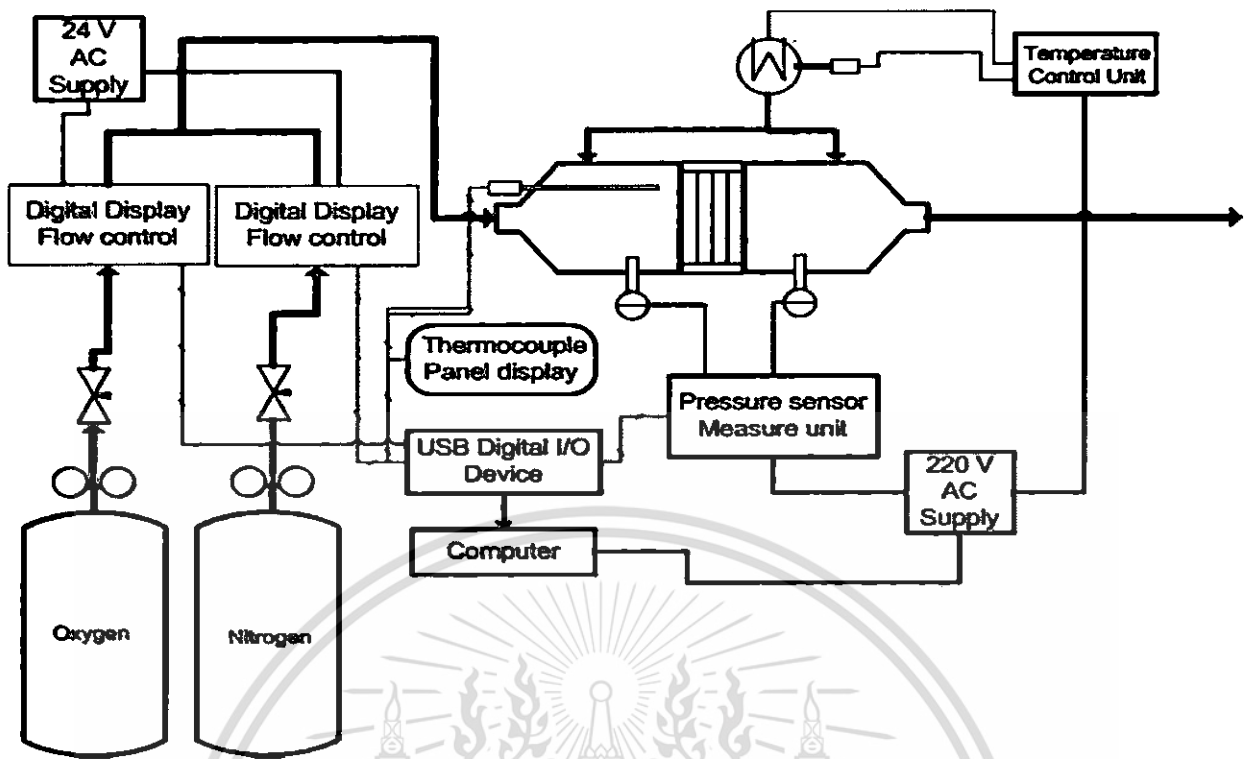 24 V
AC
Supply
Temperature
Control Unit
Digital Display
Flow control
Digital Display
Flow control
Thermocouple
Panel display
Pressure sensor
Measure unit
USB Digital I/O
Device
220 V
AC
Supply
Computer
Oxygen
Nitrogen